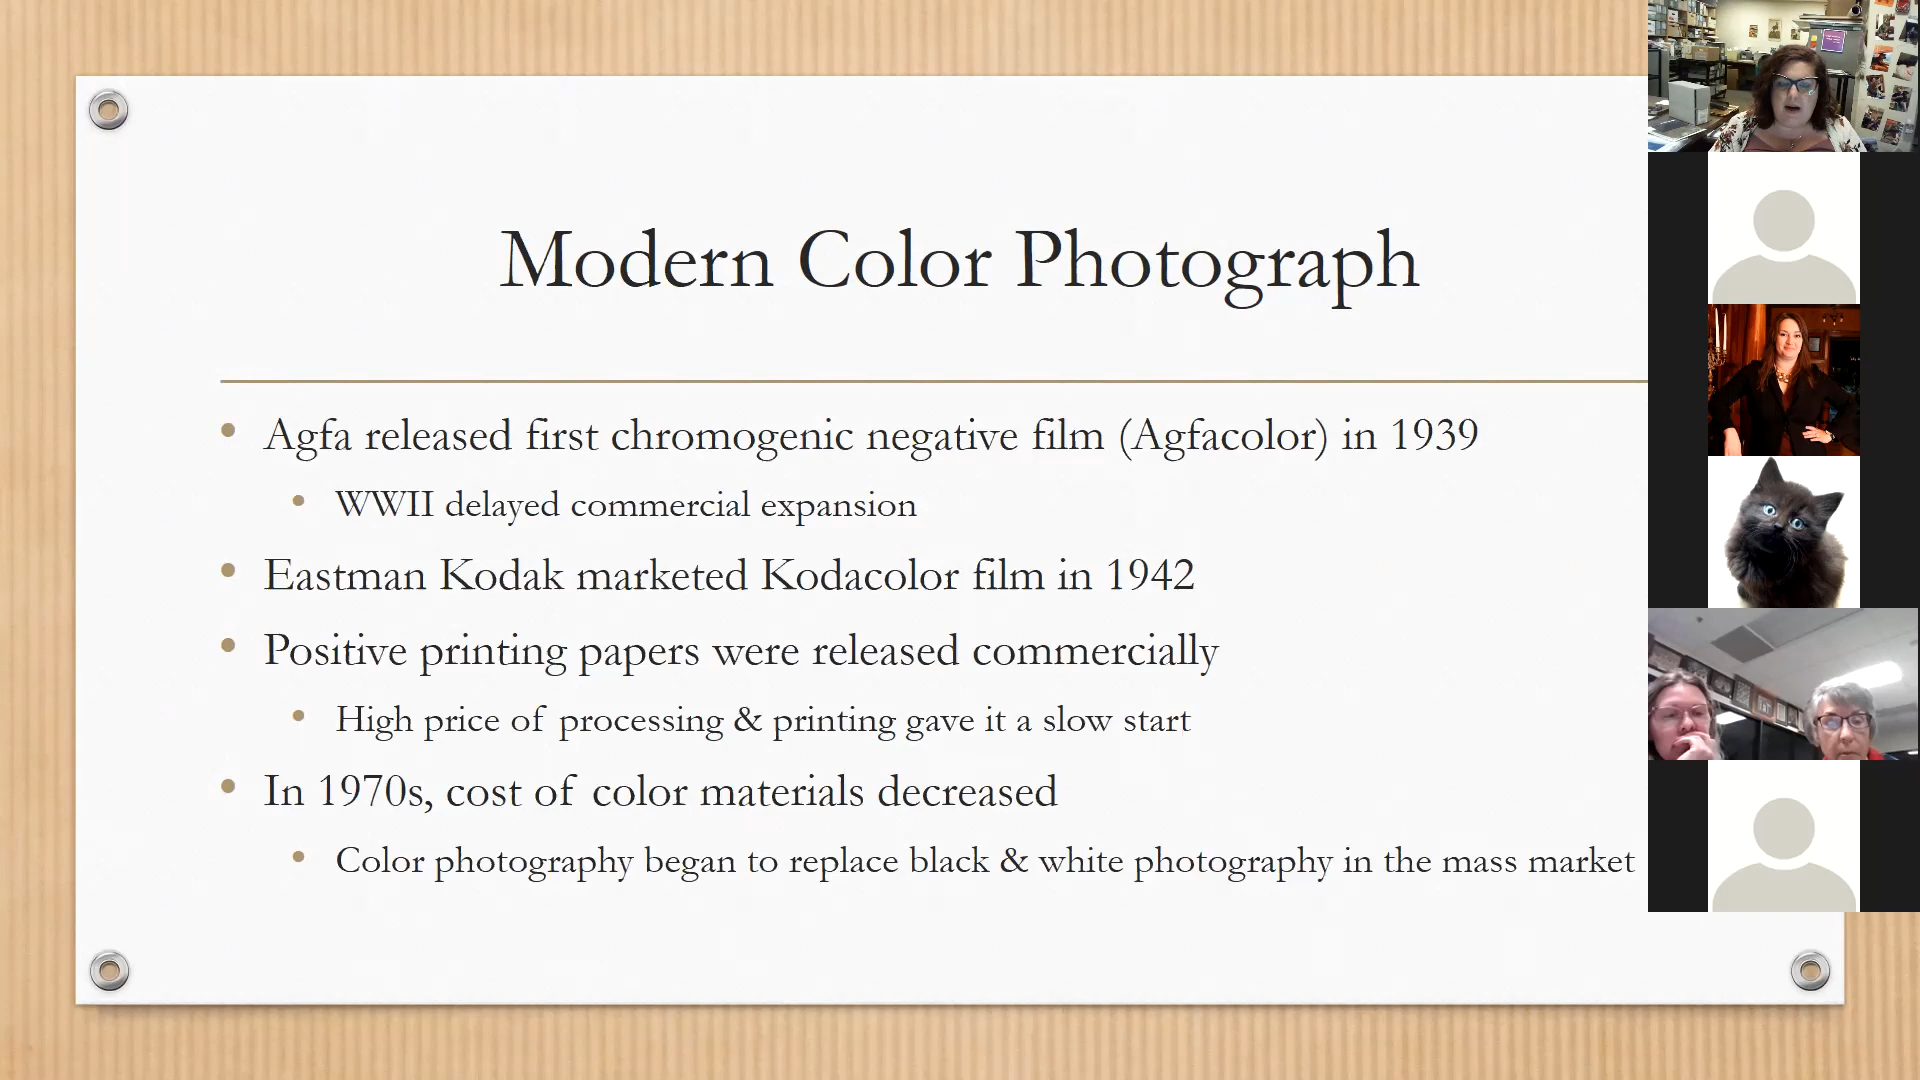 Modern Color Photograph
Agfa released first chromogenic negative film (Agfacolor) in 1939
WWII delayed commercial expansion
Eastman Kodak marketed Kodacolor film in 1942
Positive printing papers were released commercially
High price of processing & printing gave it a slow start
In 1970s, cost of color materials decreased
Color photography began to replace black & white photography in the mass market